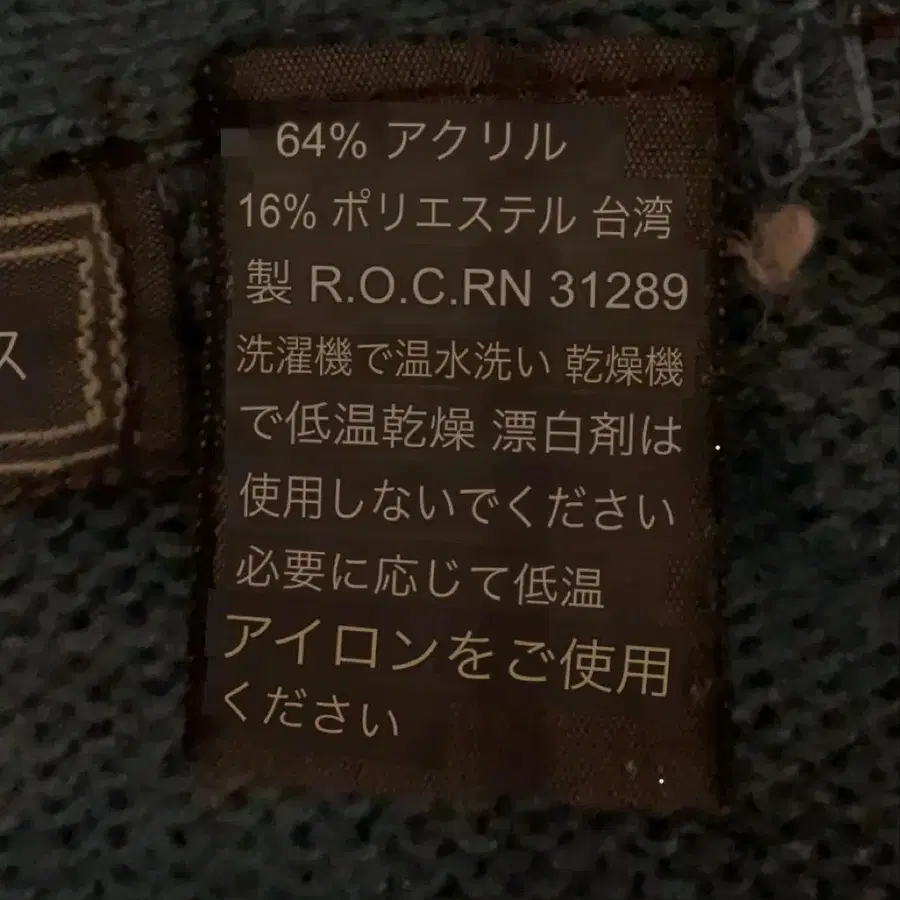 64% アクリル
16% ポリエステル 台湾
製 R.O.C.RN 31289
洗濯機で温水洗い 乾燥機
で低温乾燥 漂白剤は
使用しないでください
必要に応じて低温
アイロンをご使用
ください
ス